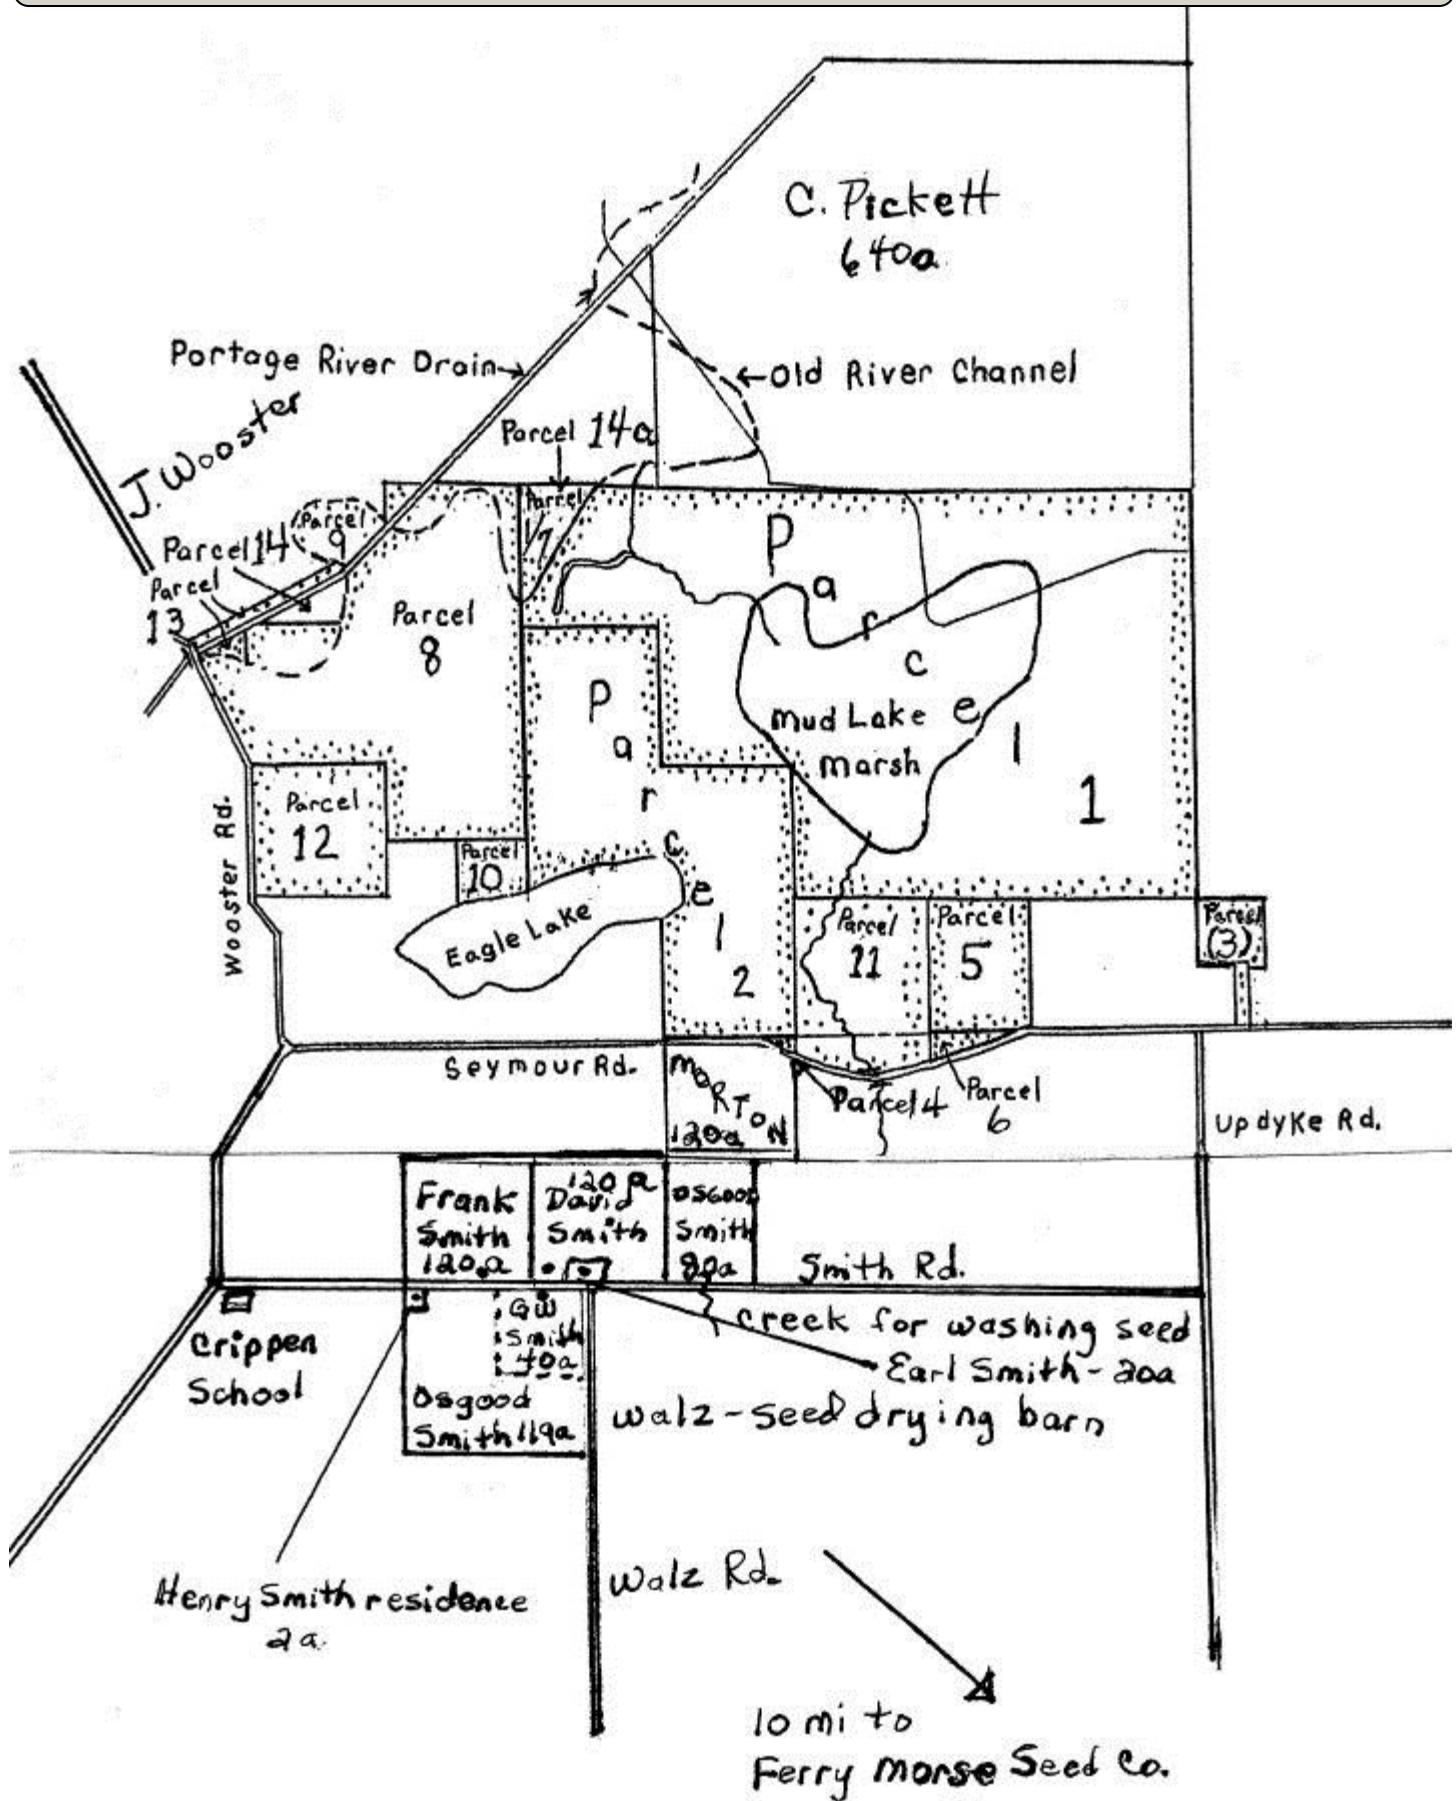 C. Pickett
640a
Portage River Drain
Old River Channel
J. Wooster
Parcel 14a
Parcel
7
Parcel
9
Parcel 14
Parcel
13
Parcel
8
Parcel
1
Mud Lake
Marsh
Parcel
2
Parcel
12
Parcel
10
Eagle Lake
Wooster Rd.
Parcel
11
Parcel
5
Parcel
(3)
Seymour Rd.
MORTON
120a
Parcel 4
Parcel
6
Updyke Rd.
Frank
Smith
120a
120a
David
Smith
Osgood
Smith
80a
Smith Rd.
Crippen
School
GW
Smith
40a
Osgood
Smith 119a
creek for washing seed
Earl Smith - 20a
Walz - seed drying barn
Henry Smith residence
2a.
Walz Rd.
10 mi to
Ferry Morse Seed Co.